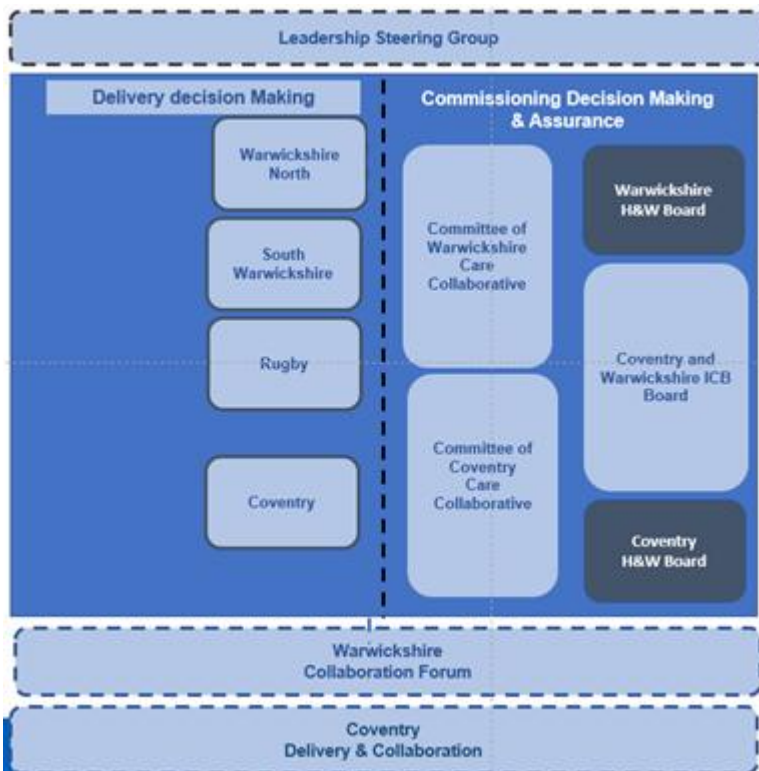 Leadership Steering Group
Delivery decision Making
Warwickshire
North
South
Warwickshire
Rugby
Coventry
Commissioning Decision Making
& Assurance
Committee of
Warwickshire
Care
Collaborative
Committee of
Coventry
Care
Collaborative
Warwickshire
H&W Board
Coventry and
Warwickshire ICB
Board
Coventry
H&W Board
Warwickshire
Collaboration Forum
Coventry
Delivery & Collaboration